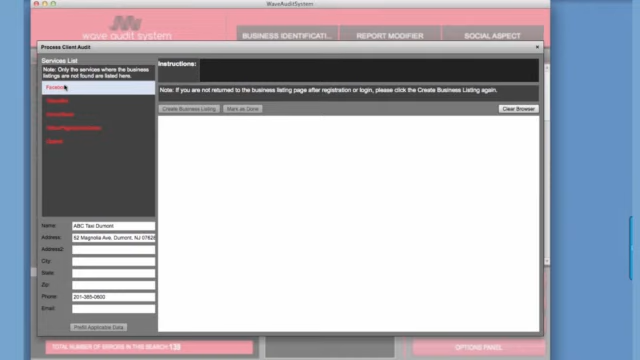 WaveAuditSystem
wave audit system
BUSINESS IDENTIFICATI...
REPORT MODIFIER
SOCIAL ASPECT
Process Client Audit
Services List
Note: Only the services where the business
listings are not found are listed here.
Instructions:
Note: If you are not returned to the business listing page after registration or login, please click the Create Business Listing again.
Create Business Listing
Mark as Done
Clear Browser
Name:
ABC Taxi Dumont
Address:
52 Magnolia Ave, Dumont, NJ 07628
Address2:
City:
State:
Zip:
Phone:
201-385-0600
Email:
Prefill Applicable Data
TOTAL NUMBER OF ERRORS IN THIS SEARCH
OPTIONS PANEL